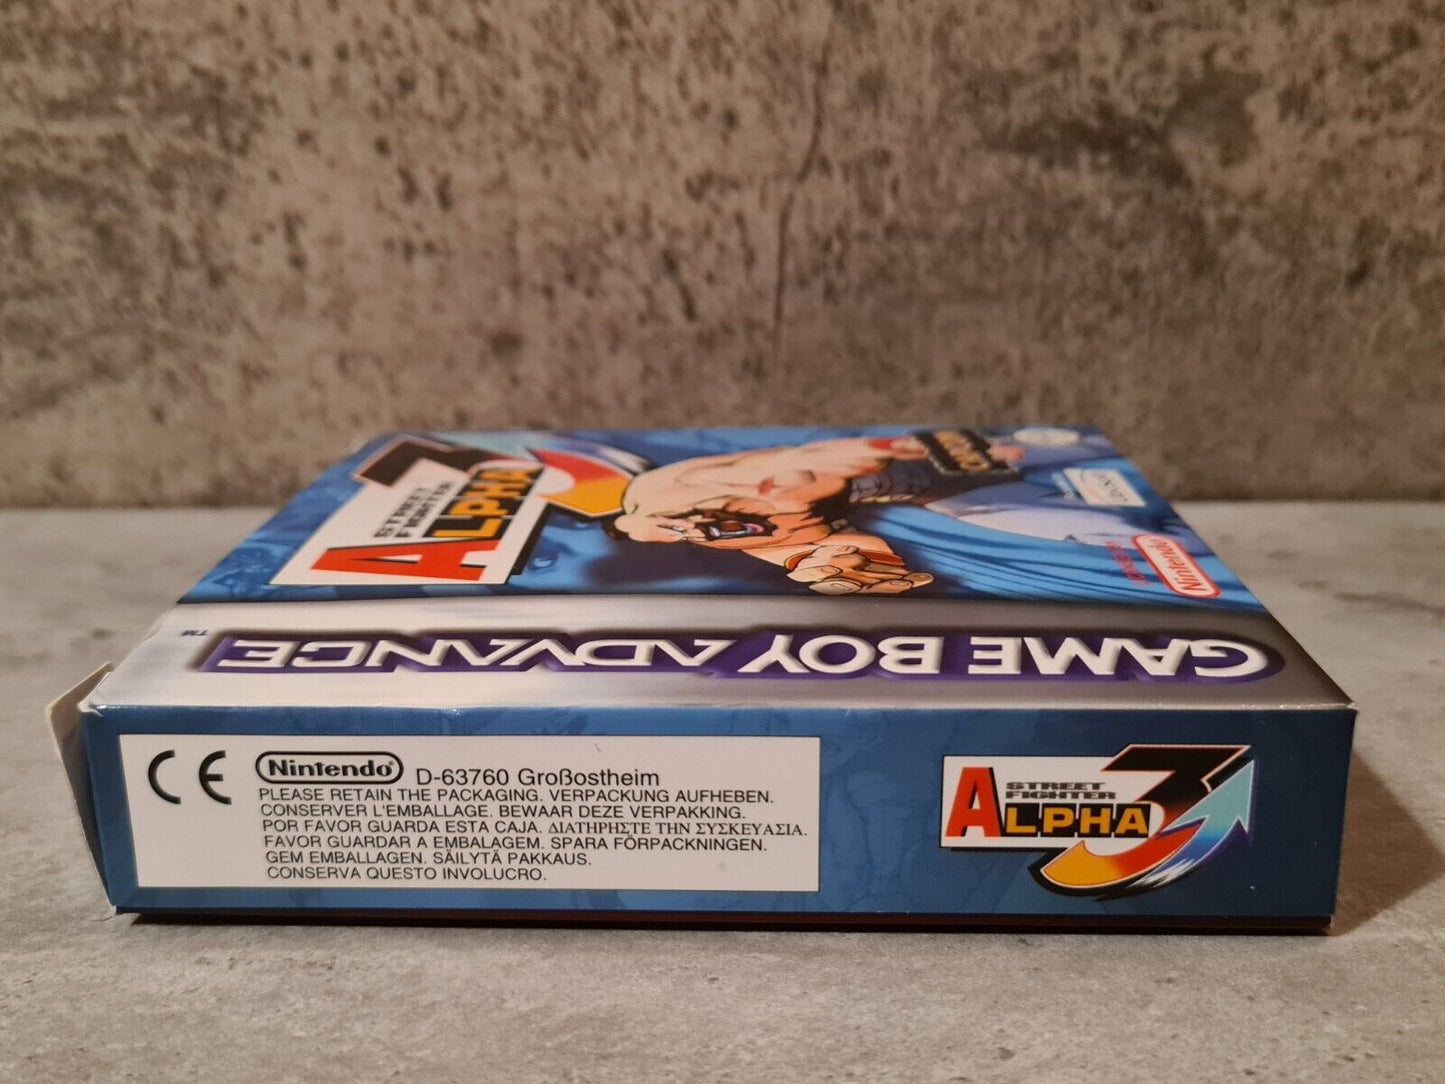 STREET
FIGHTER
ALPHA
3
CAPCOM
Nintendo
GAME BOY ADVANCE™
CE
Nintendo® D-63760 Großostheim
PLEASE RETAIN THE PACKAGING. VERPACKUNG AUFHEBEN.
CONSERVER L'EMBALLAGE. BEWAAR DEZE VERPAKKING.
POR FAVOR GUARDA ESTA CAJA. ΔΙΑΤΗΡΗΣΤΕ ΤΗΝ ΣΥΣΚΕΥΑΣΙΑ.
FAVOR GUARDAR A EMBALAGEM. SPARA FÖRPACKNINGEN.
GEM EMBALLAGEN. SÄILYTÄ PAKKAUS.
CONSERVA QUESTO INVOLUCRO.
STREET
FIGHTER
ALPHA
3